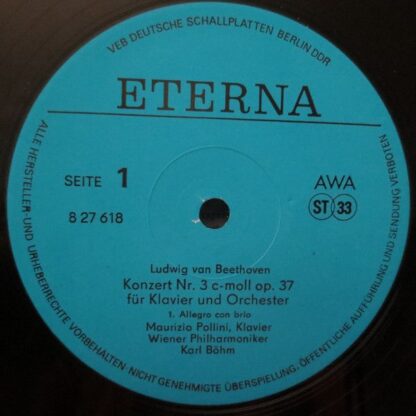 VEB DEUTSCHE SCHALLPLATTEN BERLIN DDR
ETERNA
SEITE 1
8 27 618
AWA
ST 33
Ludwig van Beethoven
Konzert Nr. 3 c-moll op. 37
für Klavier und Orchester
1. Allegro con brio
Maurizio Pollini, Klavier
Wiener Philharmoniker
Karl Böhm
ALLE HERSTELLER- UND URHEBERRECHTE VORBEHALTEN NICHT GENEHMIGTE ÜBERSPIELUNG, ÖFFENTLICHE AUFFÜHRUNG UND SENDUNG VERBOTEN